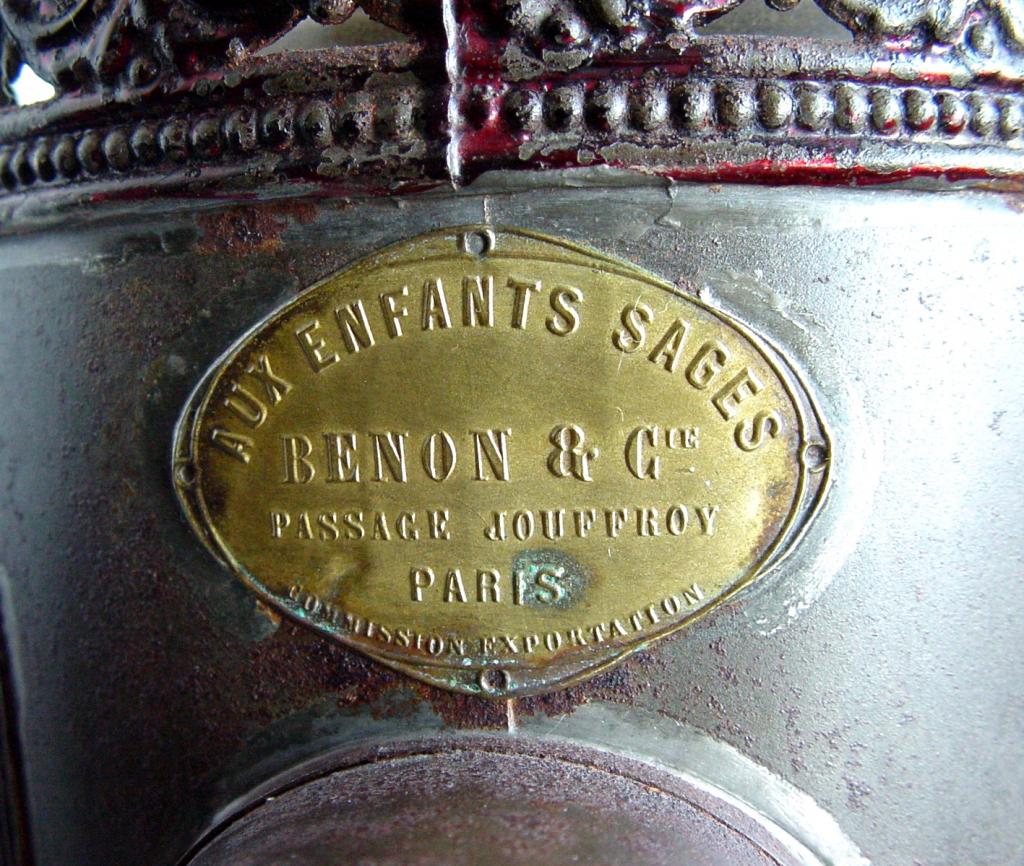 AUX ENFANTS SAGES
BENON & CIE
PASSAGE JOUFFROY
PARIS
COMMISSION EXPORTATION